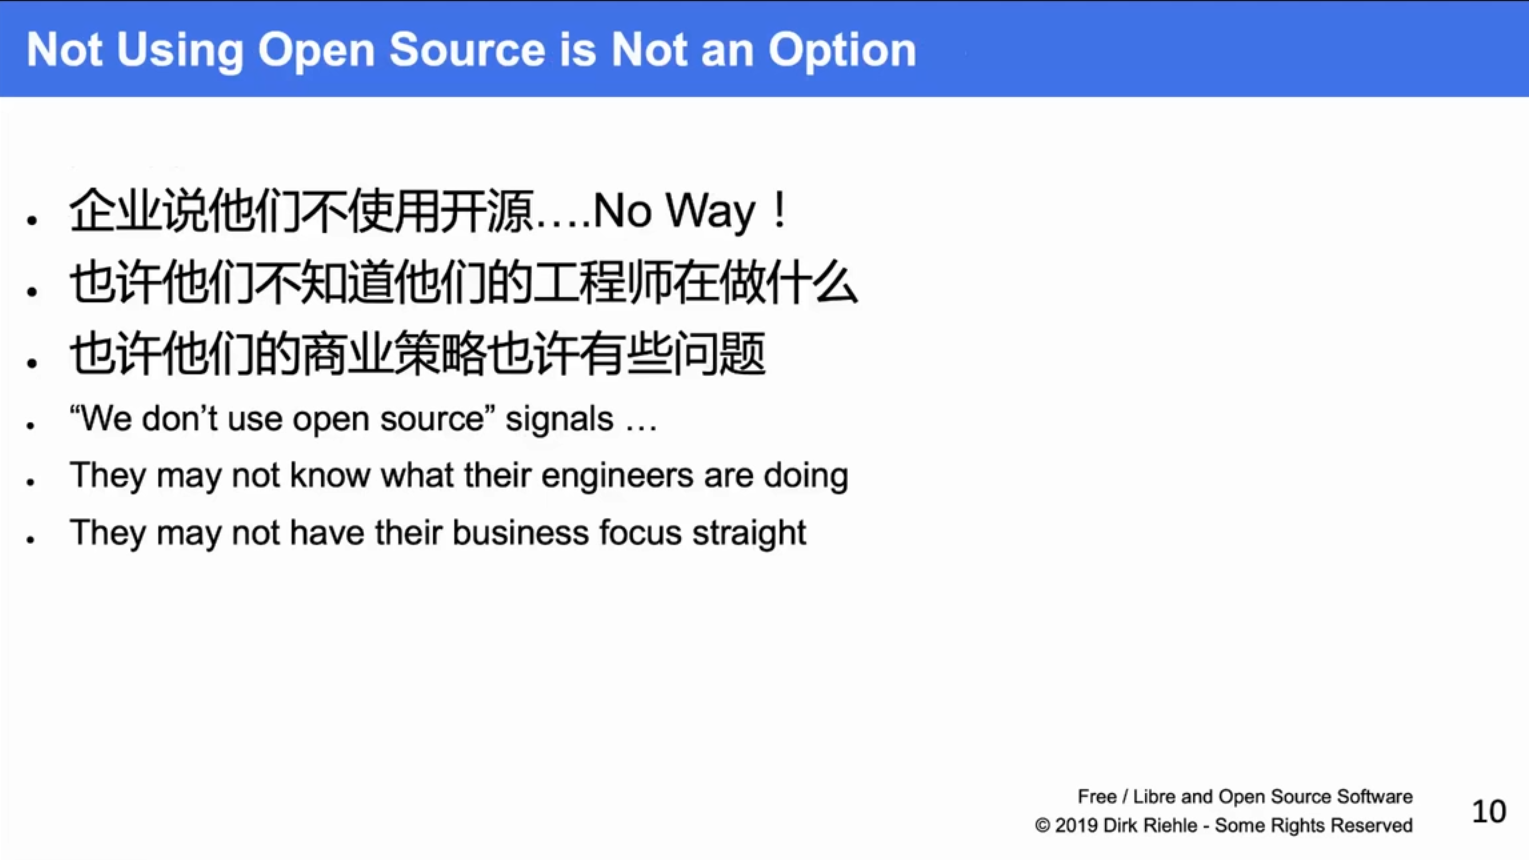 Not Using Open Source is Not an Option
• 企业说他们不使用开源….No Way！
• 也许他们不知道他们的工程师在做什么
• 也许他们的商业策略也许有些问题
• “We don’t use open source” signals …
• They may not know what their engineers are doing
• They may not have their business focus straight
Free / Libre and Open Source Software
© 2019 Dirk Riehle - Some Rights Reserved
10